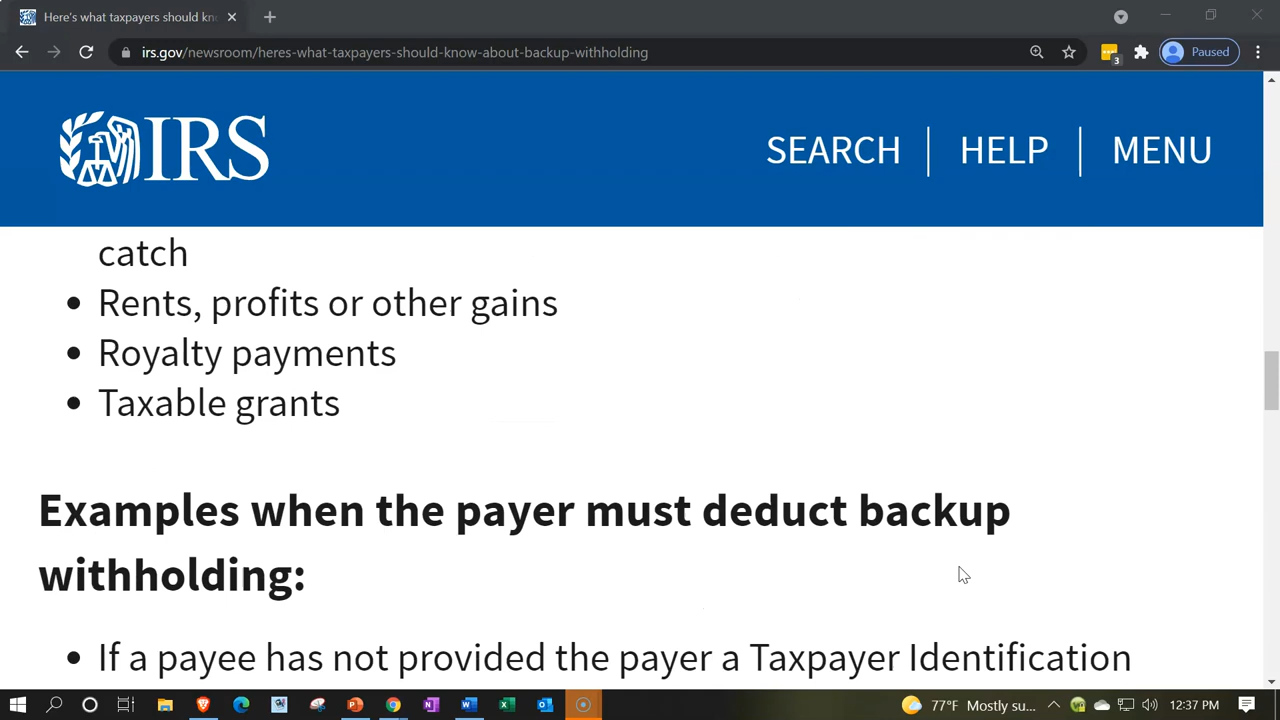 Here's what taxpayers should kn
irs.gov/newsroom/heres-what-taxpayers-should-know-about-backup-withholding
3
Paused
IRS
SEARCH | HELP | MENU
catch
• Rents, profits or other gains
• Royalty payments
• Taxable grants
Examples when the payer must deduct backup
withholding:
• If a payee has not provided the payer a Taxpayer Identification
77°F Mostly su...
12:37 PM